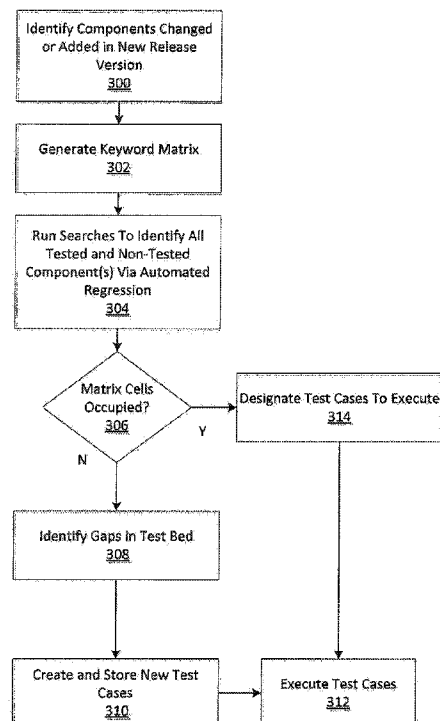 Identify Components Changed
or Added in New Release
Version
300
Generate Keyword Matrix
302
Run Searches To Identify All
Tested and Non-Tested
Component(s) Via Automated
Regression
304
Matrix Cells
Occupied?
306
Y
N
Designate Test Cases To Execute
314
Identify Gaps in Test Bed
308
Create and Store New Test
Cases
310
Execute Test Cases
312